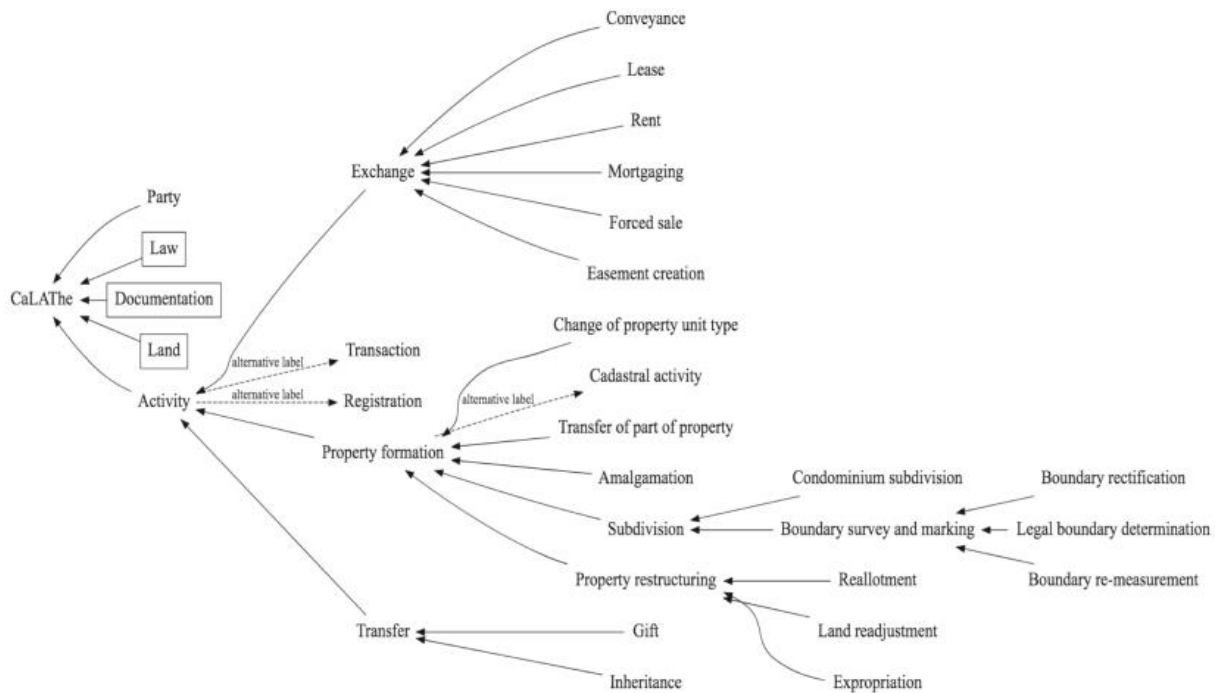 Conveyance
Lease
Rent
Exchange
Mortgaging
Party
Forced sale
Law
Easement creation
CaLAThe
Documentation
Change of property unit type
Land
Transaction
alternative label
Cadastral activity
Activity
alternative label
Registration
alternative label
Transfer of part of property
Property formation
Amalgamation
Condominium subdivision
Boundary rectification
Subdivision
Boundary survey and marking
Legal boundary determination
Property restructuring
Reallotment
Boundary re-measurement
Transfer
Gift
Land readjustment
Inheritance
Expropriation